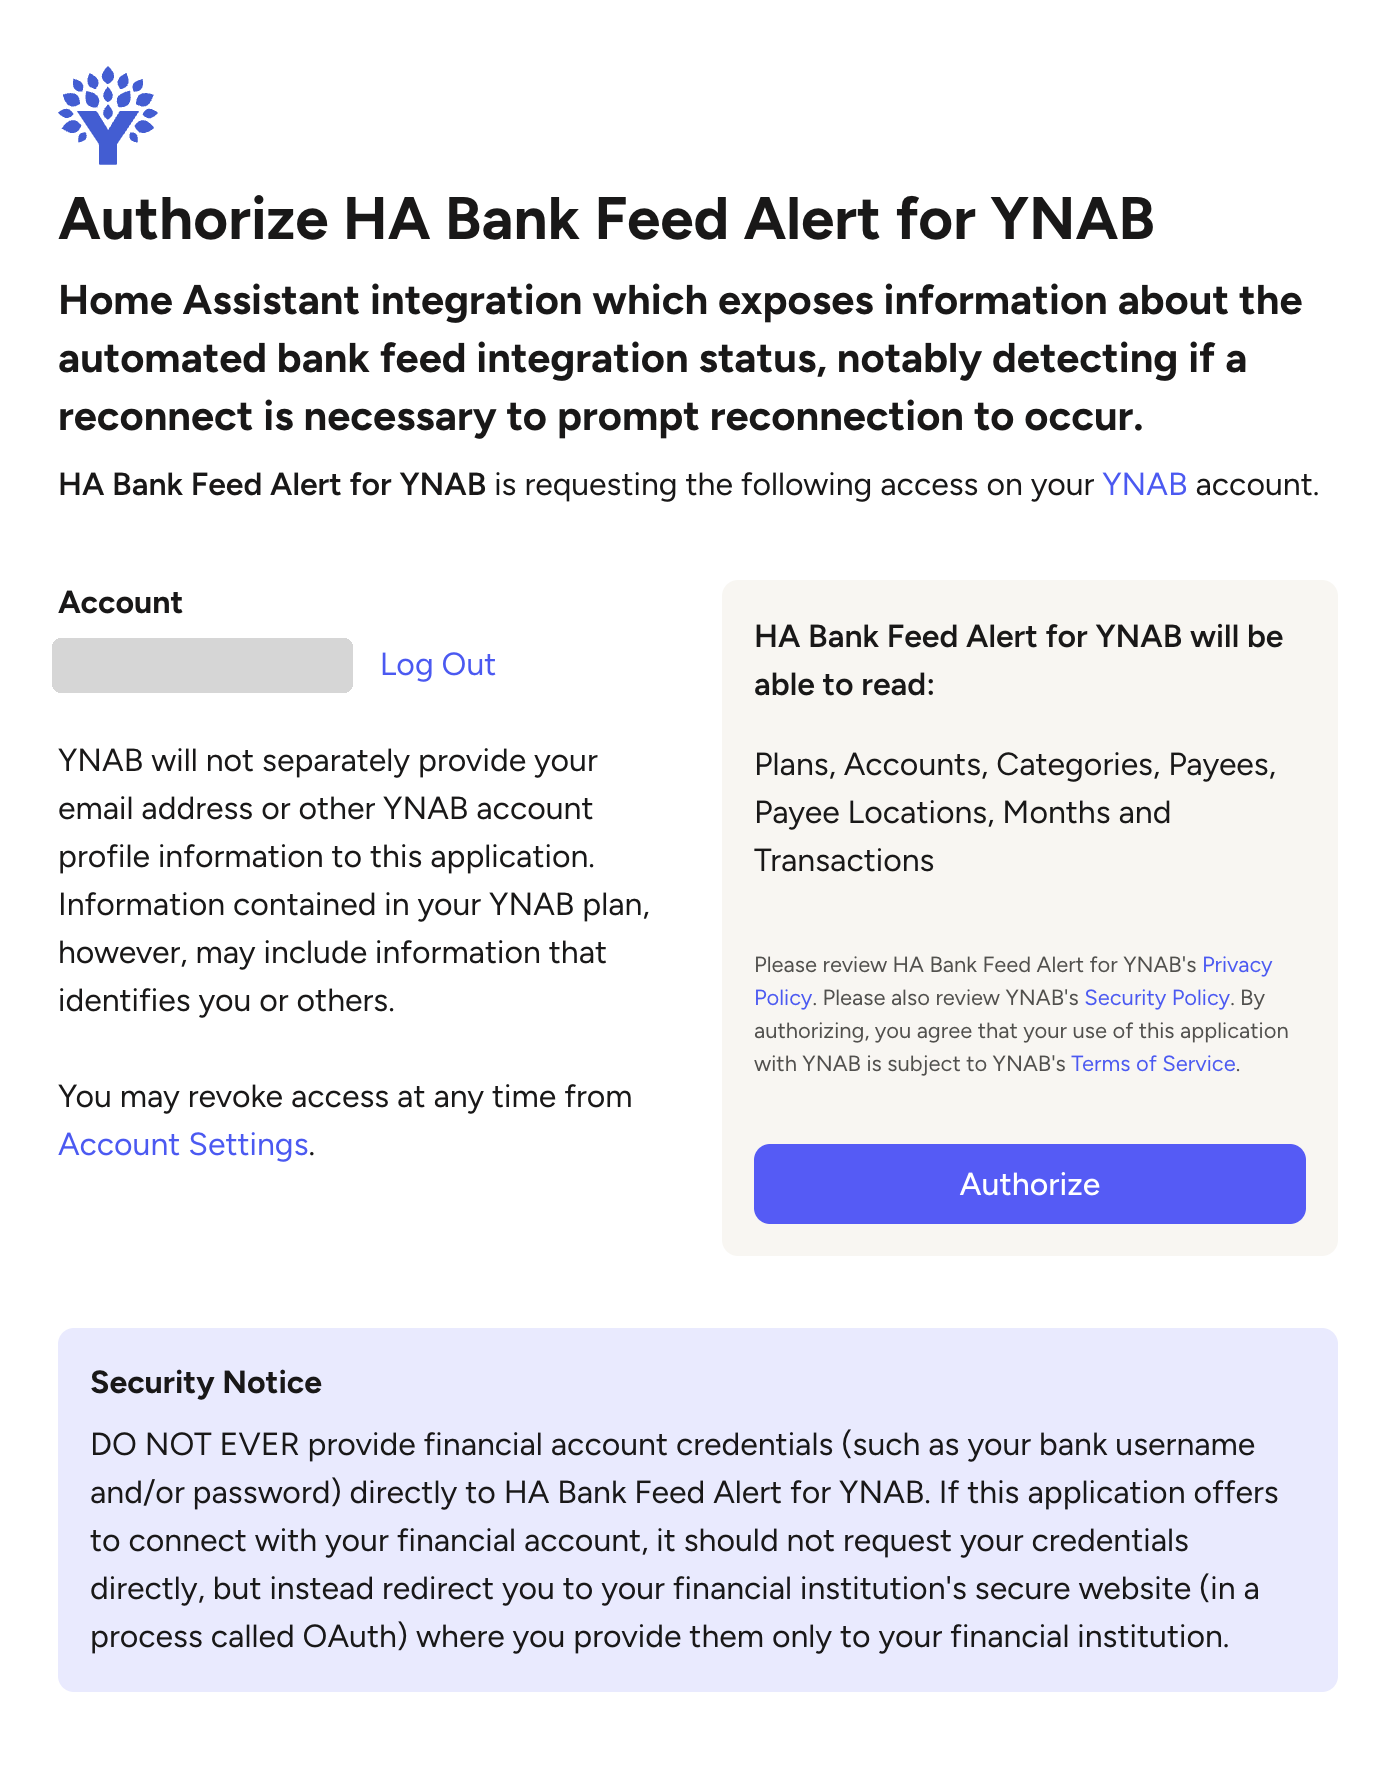 Authorize HA Bank Feed Alert for YNAB
Home Assistant integration which exposes information about the
automated bank feed integration status, notably detecting if a
reconnect is necessary to prompt reconnection to occur.
HA Bank Feed Alert for YNAB is requesting the following access on your YNAB account.
Account
Log Out
YNAB will not separately provide your
email address or other YNAB account
profile information to this application.
Information contained in your YNAB plan,
however, may include information that
identifies you or others.
You may revoke access at any time from
Account Settings.
HA Bank Feed Alert for YNAB will be
able to read:
Plans, Accounts, Categories, Payees,
Payee Locations, Months and
Transactions
Please review HA Bank Feed Alert for YNAB's Privacy
Policy. Please also review YNAB's Security Policy. By
authorizing, you agree that your use of this application
with YNAB is subject to YNAB's Terms of Service.
Authorize
Security Notice
DO NOT EVER provide financial account credentials (such as your bank username
and/or password) directly to HA Bank Feed Alert for YNAB. If this application offers
to connect with your financial account, it should not request your credentials
directly, but instead redirect you to your financial institution's secure website (in a
process called OAuth) where you provide them only to your financial institution.